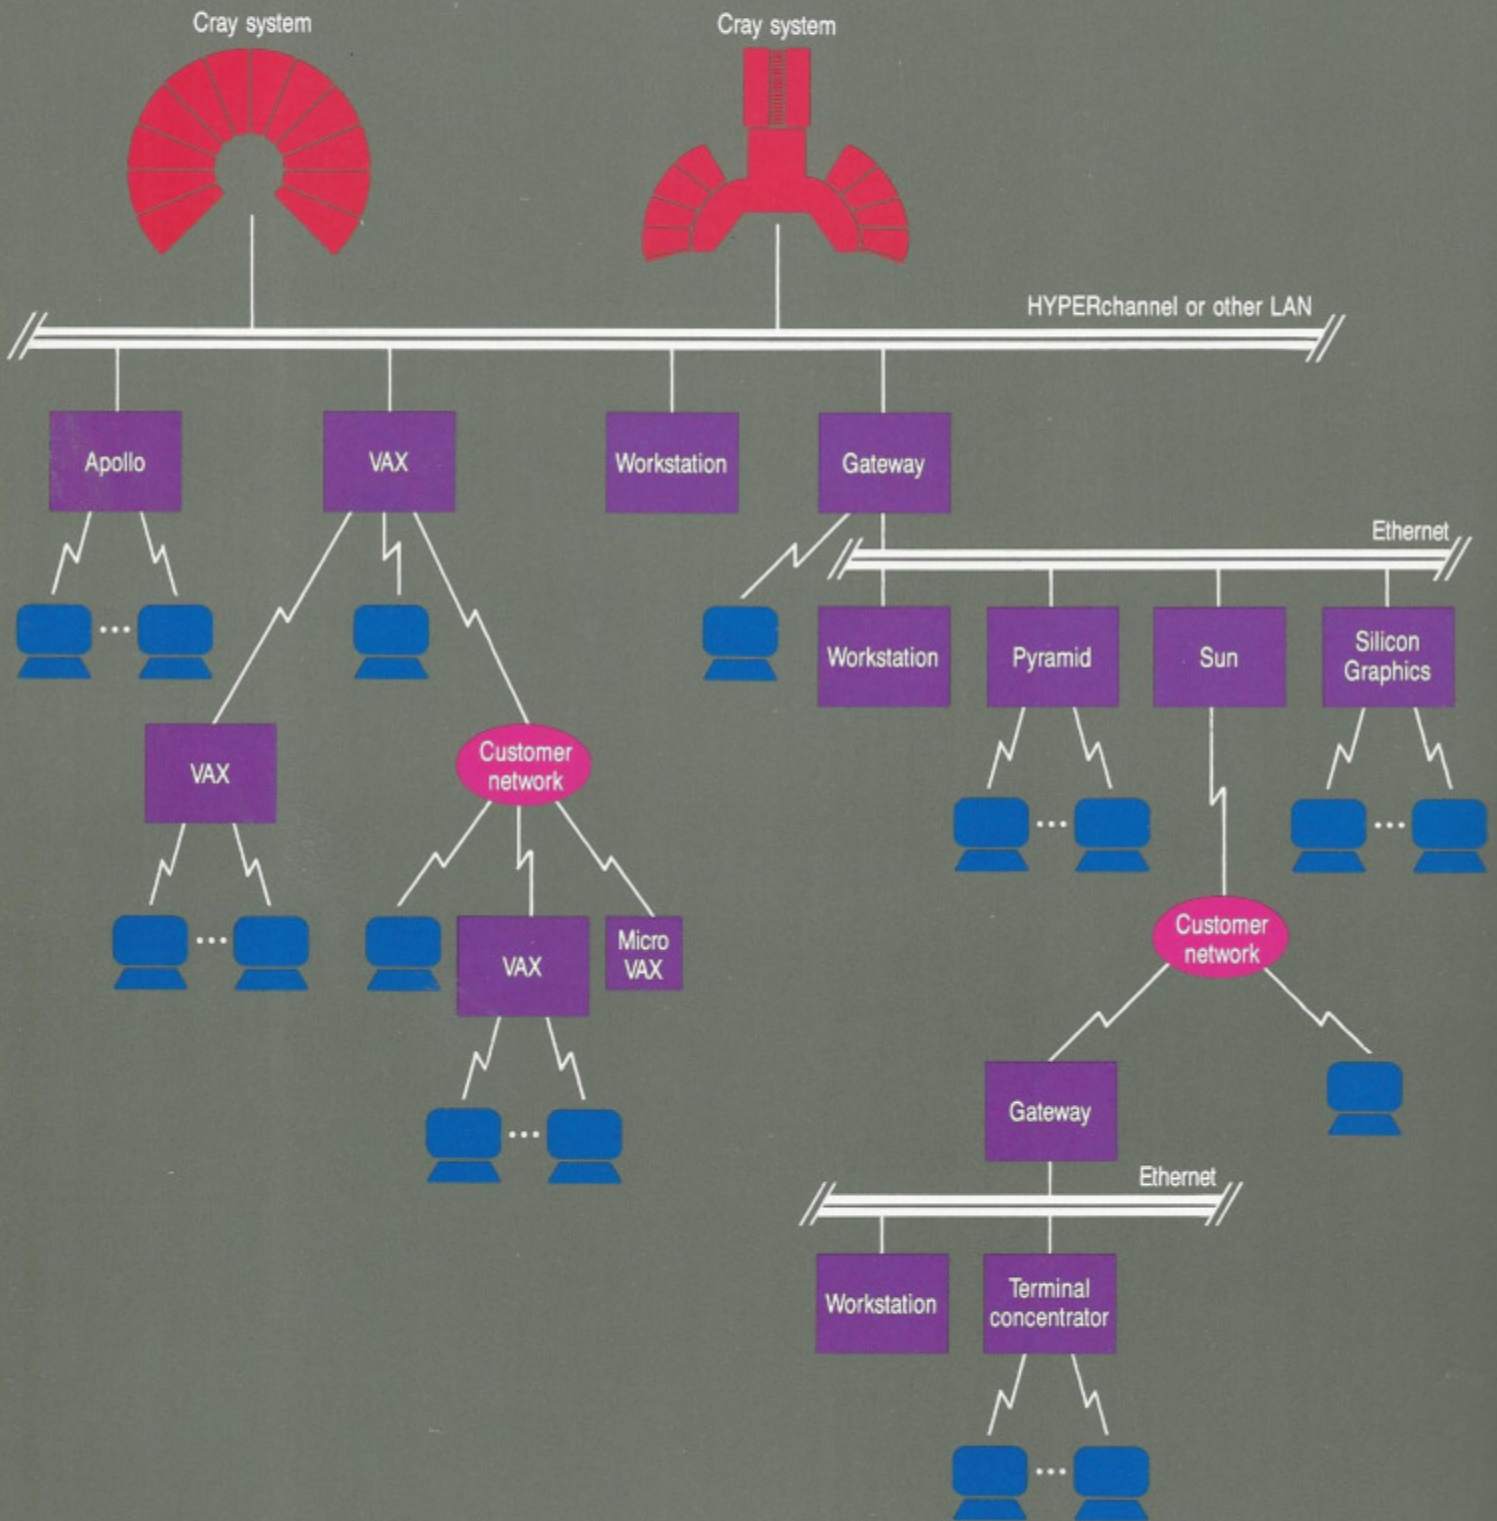 Cray system
Cray system
HYPERchannel or other LAN
Apollo
VAX
Workstation
Gateway
Ethernet
Workstation
Pyramid
Sun
Silicon
Graphics
VAX
Customer
network
Customer
network
VAX
Micro
VAX
Gateway
Ethernet
Workstation
Terminal
concentrator